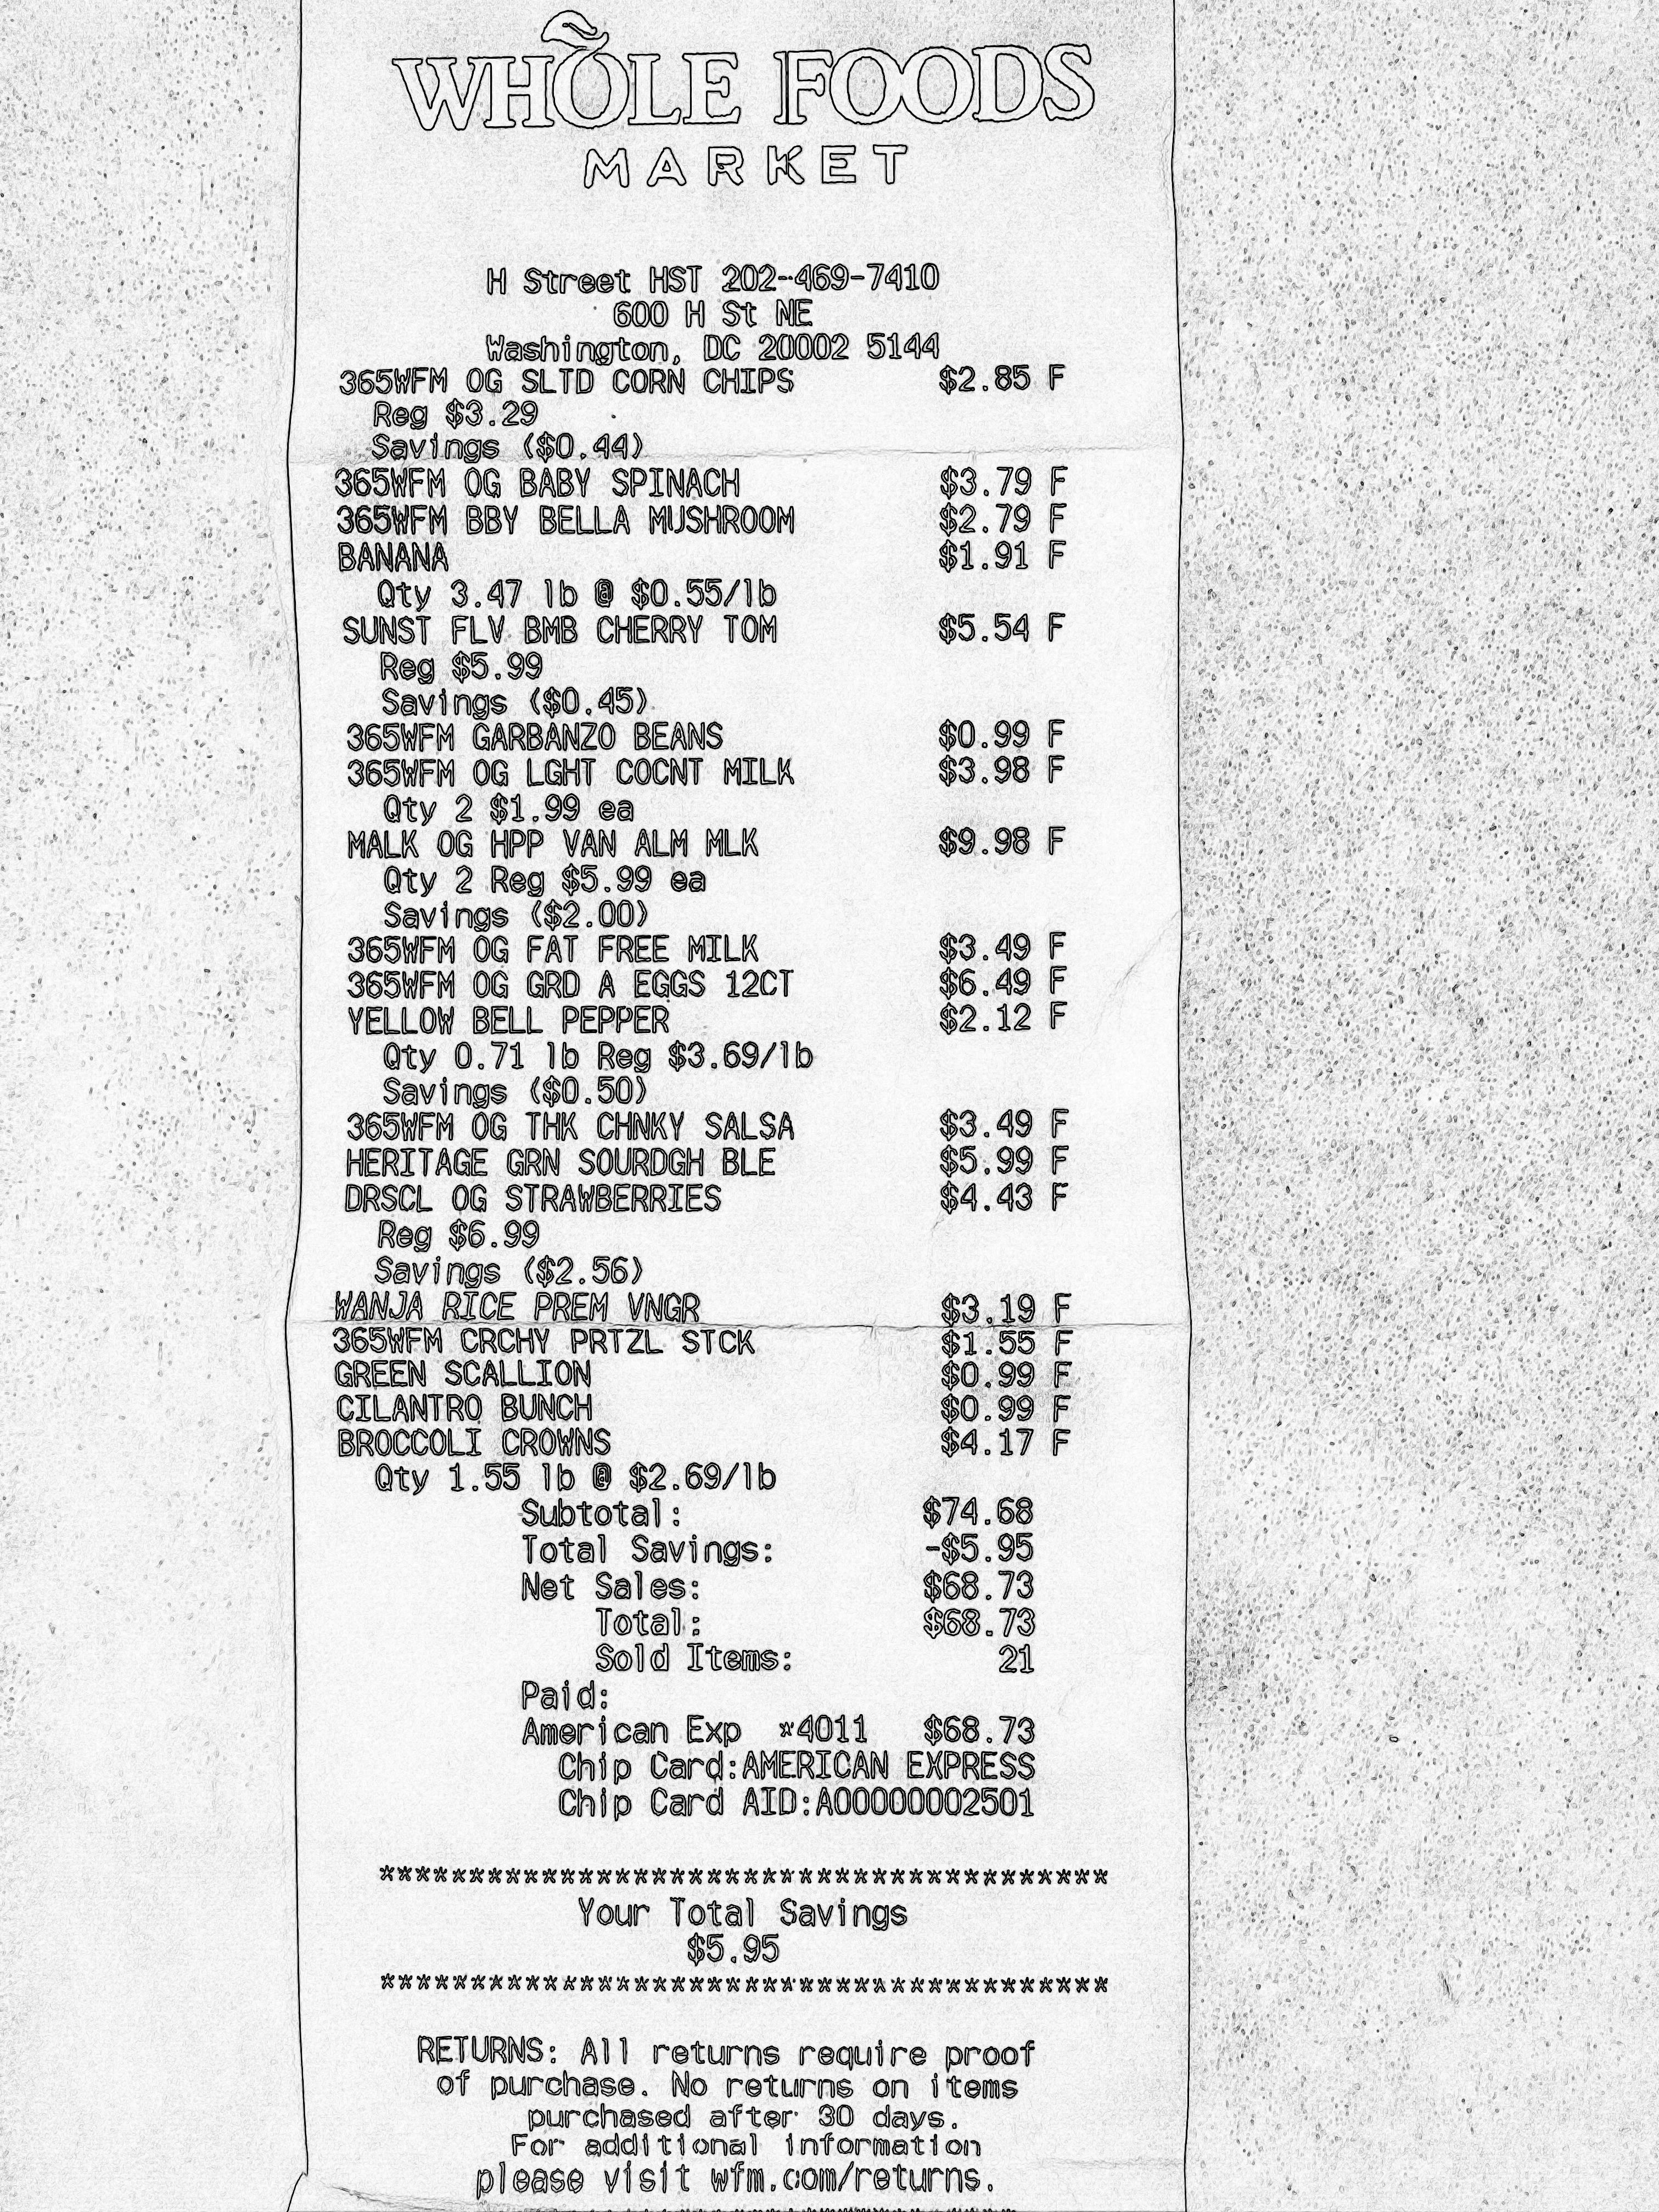 WHOLE FOODS
MARKET
H Street HST 202-469-7410
600 H St NE
Washington, DC 20002 5144
365WFM OG SLTD CORN CHIPS $2.85 F
Reg $3.29
Savings ($0.44)
365WFM OG BABY SPINACH $3.79 F
365WFM BBY BELLA MUSHROOM $2.79 F
BANANA $1.91 F
Qty 3.47 lb @ $0.55/lb
SUNST FLV BMB CHERRY TOM $5.54 F
Reg $5.99
Savings ($0.45)
365WFM GARBANZO BEANS $0.99 F
365WFM OG LGHT COCNT MILK $3.98 F
Qty 2 $1.99 ea
MALK OG HPP VAN ALM MLK $9.98 F
Qty 2 Reg $5.99 ea
Savings ($2.00)
365WFM OG FAT FREE MILK $3.49 F
365WFM OG GRD A EGGS 12CT $6.49 F
YELLOW BELL PEPPER $2.12 F
Qty 0.71 lb Reg $3.69/lb
Savings ($0.50)
365WFM OG THK CHNKY SALSA $3.49 F
HERITAGE GRN SOURDGH BLE $5.99 F
DRSCL OG STRAWBERRIES $4.43 F
Reg $6.99
Savings ($2.56)
WANJA RICE PREM VNGR $3.19 F
365WFM CRCHY PRTZL STCK $1.55 F
GREEN SCALLION $0.99 F
CILANTRO BUNCH $0.99 F
BROCCOLI CROWNS $4.17 F
Qty 1.55 lb @ $2.69/lb
Subtotal: $74.68
Total Savings: -$5.95
Net Sales: $68.73
Total: $68.73
Sold Items: 21
Paid:
American Exp *4011 $68.73
Chip Card:AMERICAN EXPRESS
Chip Card AID:A00000002501
****************************************
Your Total Savings
$5.95
****************************************
RETURNS: All returns require proof
of purchase. No returns on items
purchased after 30 days.
For additional information
please visit wfm.com/returns.